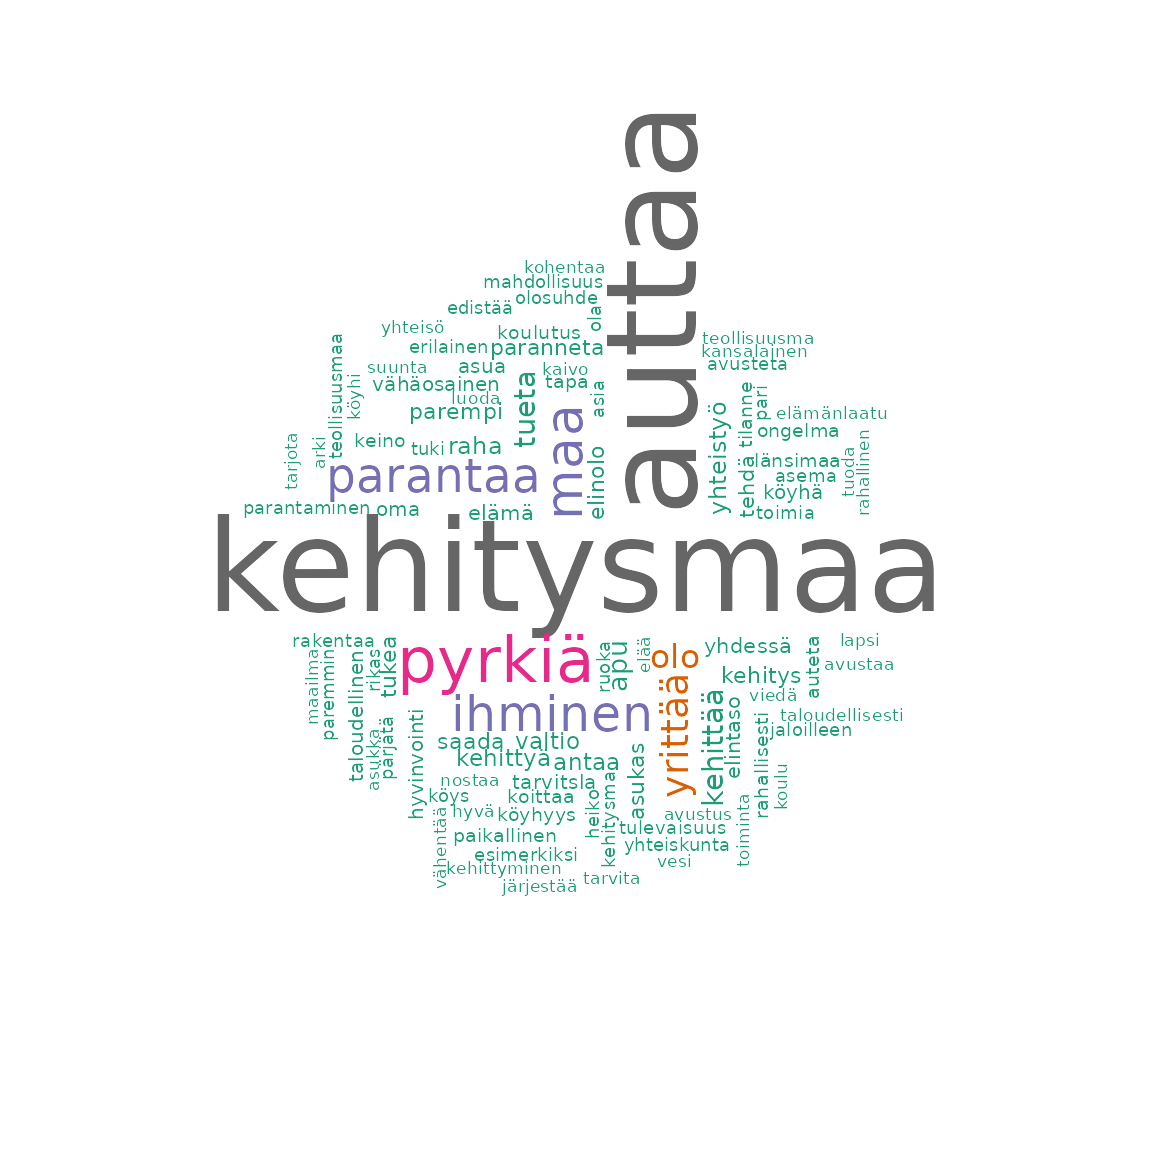 auttaa
kohentaa
mahdollisuus
olosuhde
edistää
ola
yhteisö
koulutus
erilainen
paranneta
teollisuusma
kansalainen
avusteta
teollisuusmaa
suunta
asua
kaivo
köyhi
vähäosainen
tueta
tapa
asia
luoda
parempi
maa
yhteistyö
tilanne
pari
elämänlaatu
ongelma
tarjota
arki
keino
tuki
raha
elinolo
länsimaa
tuoda
rahallinen
parantaa
tehdä
asema
köyhä
parantaminen
oma
elämä
toimia
kehitysmaa
rakentaa
pyrkiä
ruoka
apu
elää
olo
yhdessä
auteta
lapsi
maailma
paremmin
taloudellinen
rikas
tukea
avustaa
kehitys
viedä
ihminen
yrittää
kehittää
elintaso
taloudellisesti
jaloilleen
asukka
pärjätä
hyvinvointi
saada
valtio
rahallisesti
kehittyä
antaa
asukas
koulu
nostaa
tarvitsla
kehitysma
köys
koittaa
heiko
toiminta
vähentää
hyvä
köyhyys
avustus
tulevaisuus
paikallinen
yhteiskunta
esimerkiksi
vesi
kehittyminen
tarvita
järjestää